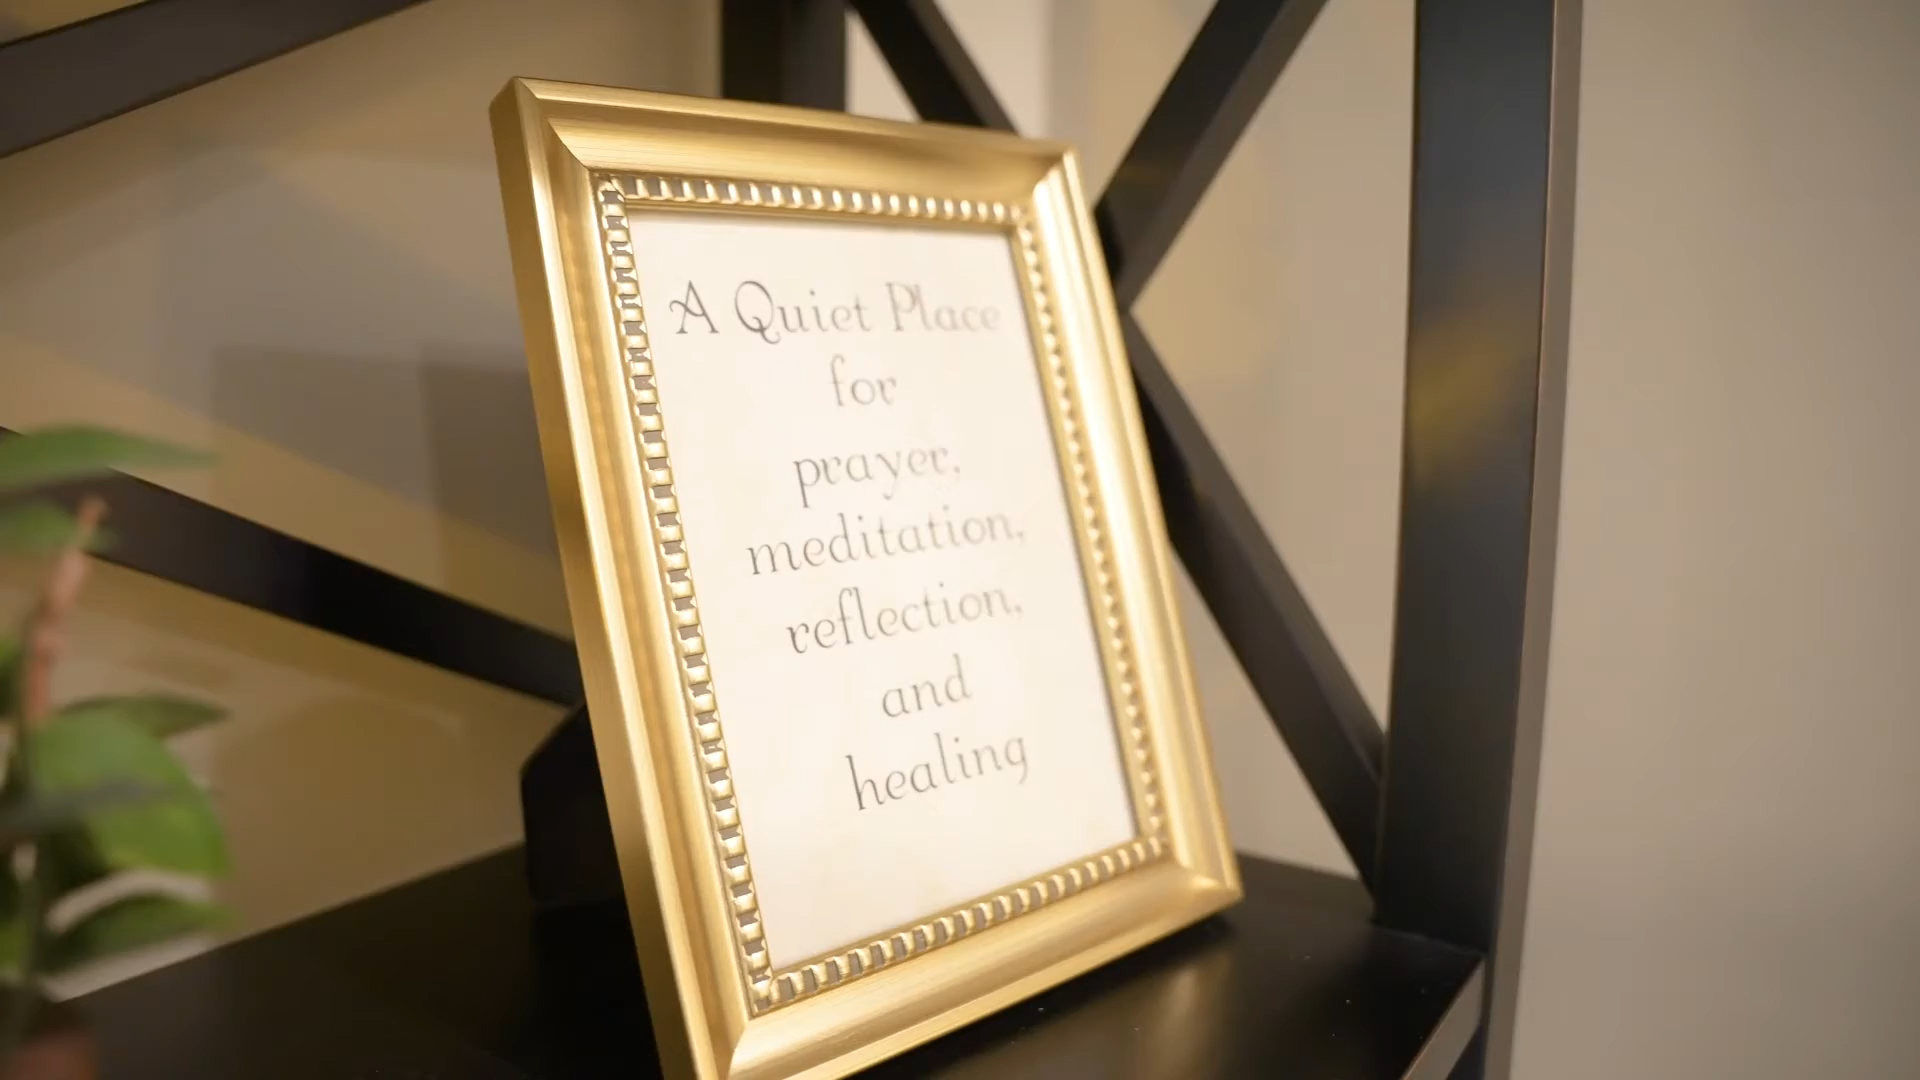 A Quiet Place
for
prayer,
meditation,
reflection,
and
healing